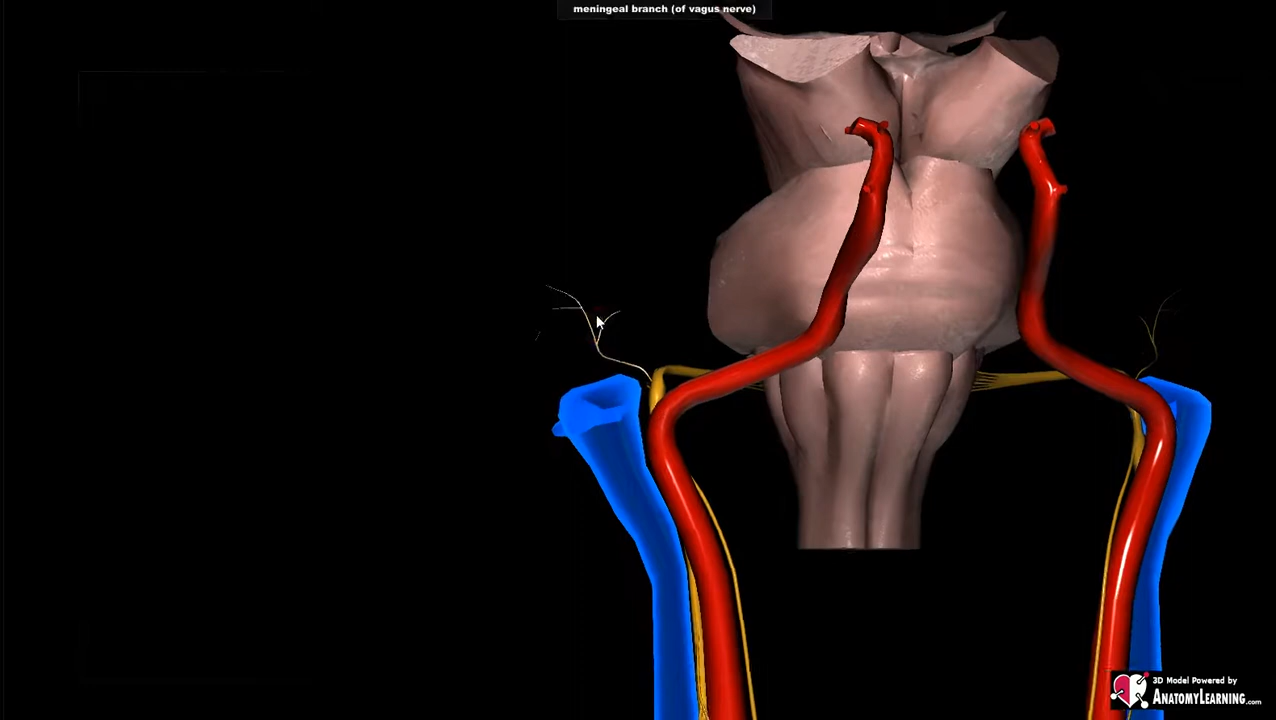 meningeal branch (of vagus nerve)
3D Model Powered by
ANATOMYLEARNING.com